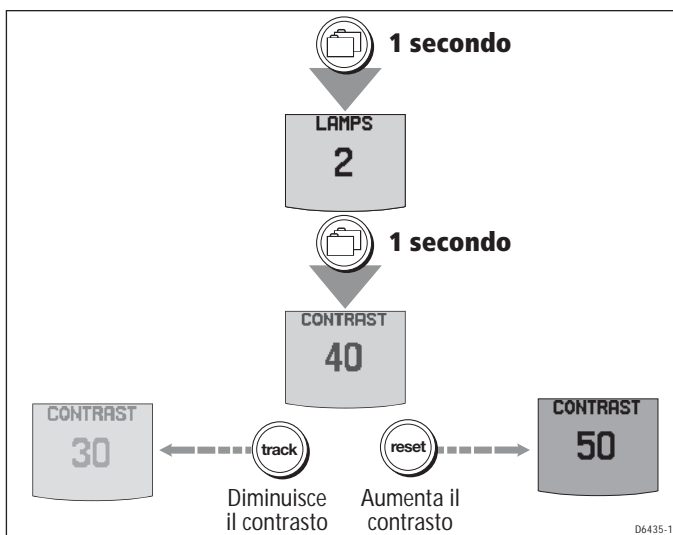 1 secondo
LAMPS
2
1 secondo
CONTRAST
40
CONTRAST
30
track
reset
CONTRAST
50
Diminuisce
il contrasto
Aumenta il
contrasto
D6435-1